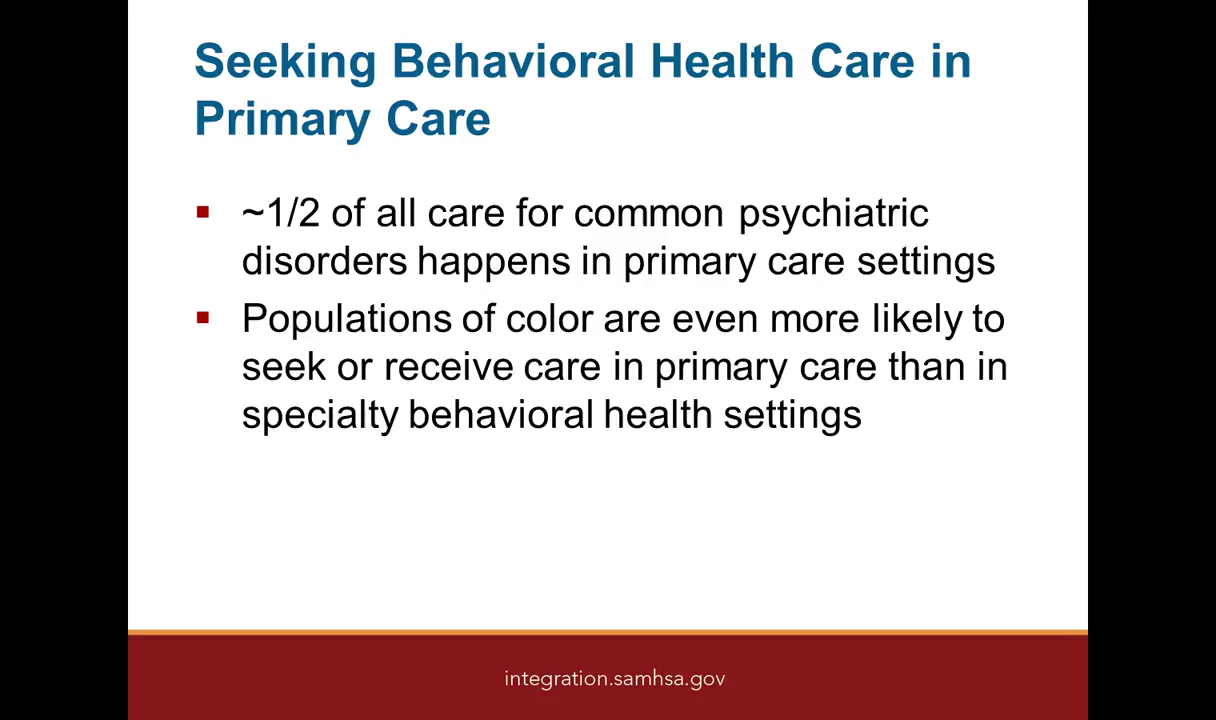 Seeking Behavioral Health Care in
Primary Care
▪ ~1/2 of all care for common psychiatric
disorders happens in primary care settings
▪ Populations of color are even more likely to
seek or receive care in primary care than in
specialty behavioral health settings
integration.samhsa.gov